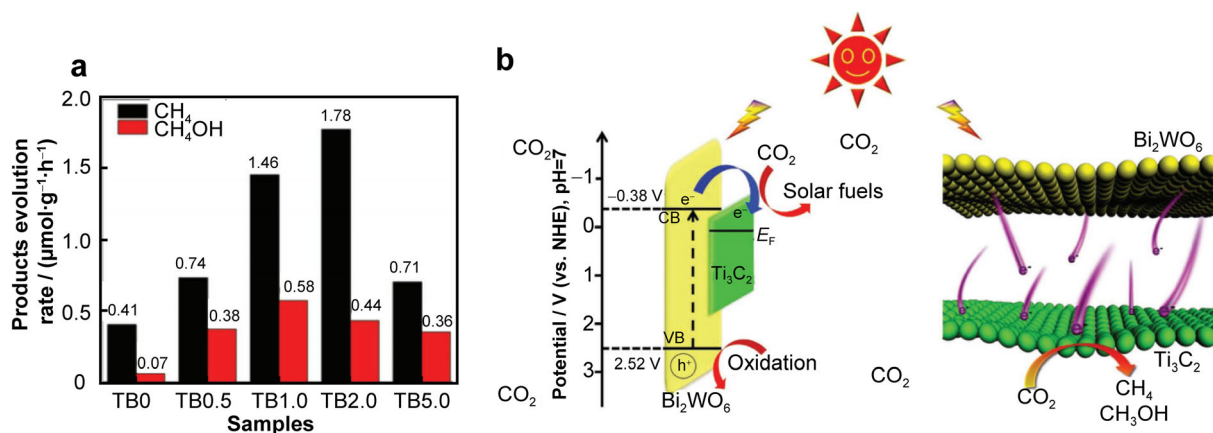 a
Products evolution
rate / (μmol·g⁻¹·h⁻¹)
2.0
1.5
1.0
0.5
0
CH₄
CH₄OH
0.41
0.07
0.74
0.38
1.46
0.58
1.78
0.44
0.71
0.36
TB0 TB0.5 TB1.0 TB2.0 TB5.0
Samples
b
Potential / V (vs. NHE), pH=7
−1
0
1
2
3
CO₂
CO₂
CO₂
Solar fuels
−0.38 V
e⁻
CB
e⁻
E_F
Ti₃C₂
VB
2.52 V
h⁺
Oxidation
Bi₂WO₆
CO₂
CO₂
Bi₂WO₆
e⁻
e⁻
e⁻
e⁻
e⁻
e⁻
e⁻
Ti₃C₂
CO₂
CH₄
CH₃OH